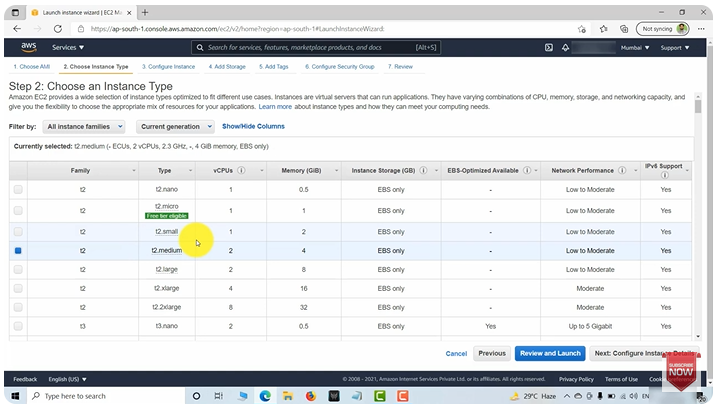 Launch instance wizard | EC2 Ma
https://ap-south-1.console.aws.amazon.com/ec2/v2/home?region=ap-south-1#LaunchInstanceWizard:
Not syncing
aws Services Search for services, features, marketplace products, and docs [Alt+S] Mumbai Support
1. Choose AMI 2. Choose Instance Type 3. Configure Instance 4. Add Storage 5. Add Tags 6. Configure Security Group 7. Review
Step 2: Choose an Instance Type
Amazon EC2 provides a wide selection of instance types optimized to fit different use cases. Instances are virtual servers that can run applications. They have varying combinations of CPU, memory, storage, and networking capacity, and
give you the flexibility to choose the appropriate mix of resources for your applications. Learn more about instance types and how they can meet your computing needs.
Filter by: All instance families Current generation Show/Hide Columns
Currently selected: t2.medium (- ECUs, 2 vCPUs, 2.3 GHz, -, 4 GiB memory, EBS only)
Family Type vCPUs Memory (GiB) Instance Storage (GB) EBS-Optimized Available Network Performance IPv6 Support
t2 t2.nano 1 0.5 EBS only - Low to Moderate Yes
t2 t2.micro 1 1 EBS only - Low to Moderate Yes
Free tier eligible
t2 t2.small 1 2 EBS only - Low to Moderate Yes
t2 t2.medium 2 4 EBS only - Low to Moderate Yes
t2 t2.large 2 8 EBS only - Low to Moderate Yes
t2 t2.xlarge 4 16 EBS only - Moderate Yes
t2 t2.2xlarge 8 32 EBS only - Moderate Yes
t3 t3.nano 2 0.5 EBS only Yes Up to 5 Gigabit Yes
Cancel Previous Review and Launch Next: Configure Instance Details
SUBSCRIBE
NOW
Feedback English (US) © 2008 - 2021, Amazon Internet Services Private Ltd. or its affiliates. All rights reserved. Privacy Policy Terms of Use Cookie preferences
Type here to search 29°C Haze ENG